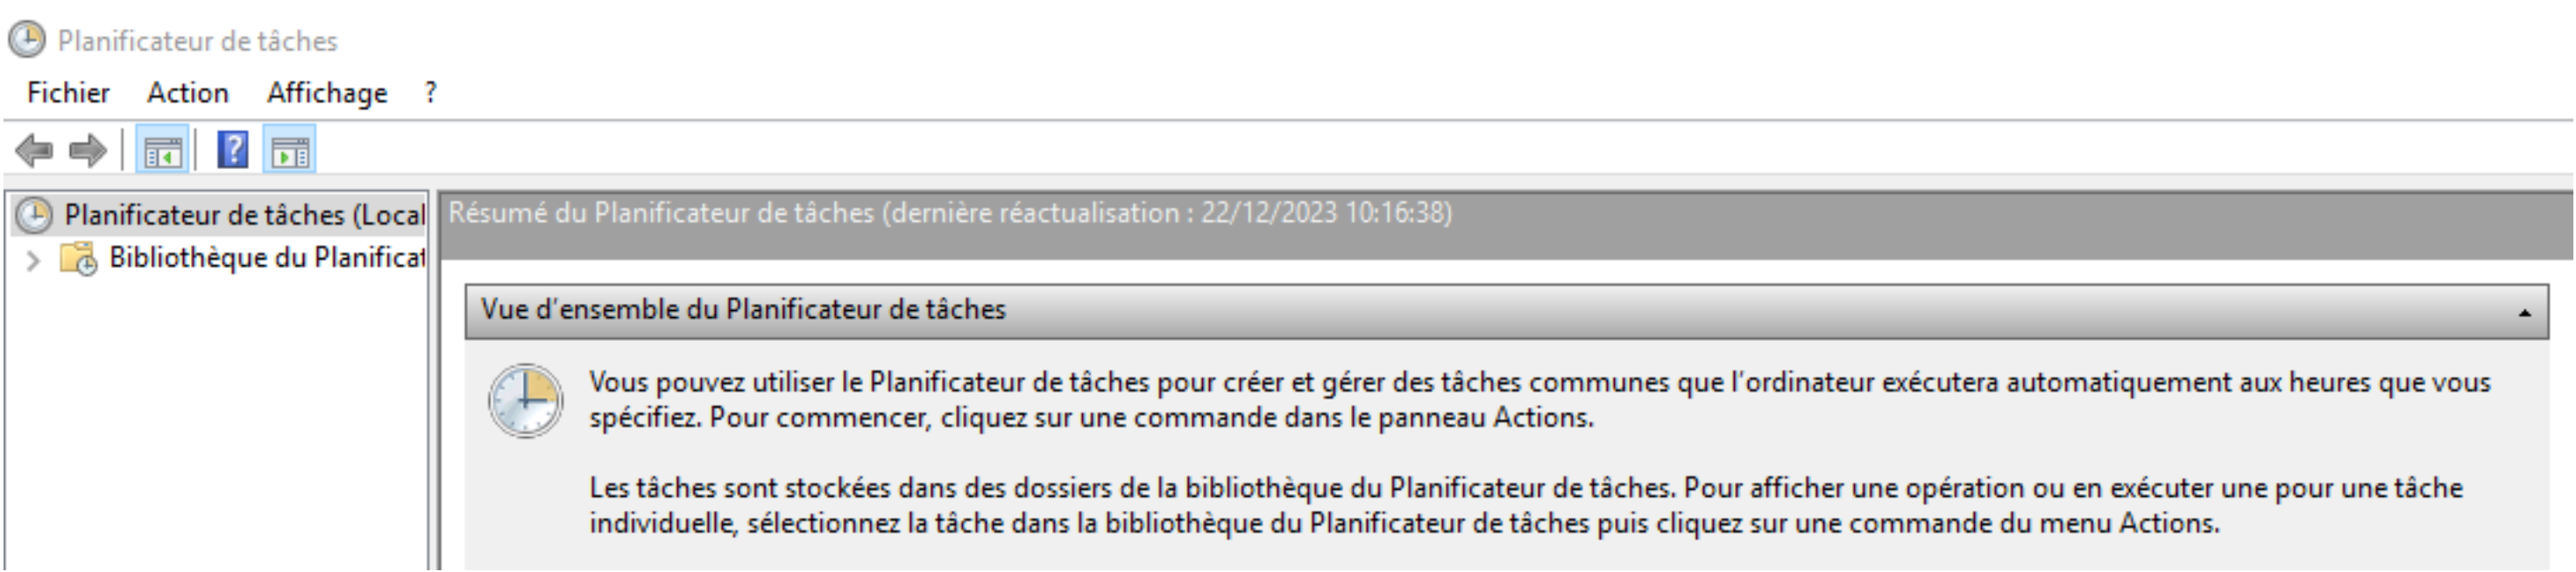 Planificateur de tâches
Fichier Action Affichage ?
Planificateur de tâches (Local
Bibliothèque du Planificat
Résumé du Planificateur de tâches (dernière réactualisation : 22/12/2023 10:16:38)
Vue d'ensemble du Planificateur de tâches
Vous pouvez utiliser le Planificateur de tâches pour créer et gérer des tâches communes que l'ordinateur exécutera automatiquement aux heures que vous
spécifiez. Pour commencer, cliquez sur une commande dans le panneau Actions.
Les tâches sont stockées dans des dossiers de la bibliothèque du Planificateur de tâches. Pour afficher une opération ou en exécuter une pour une tâche
individuelle, sélectionnez la tâche dans la bibliothèque du Planificateur de tâches puis cliquez sur une commande du menu Actions.